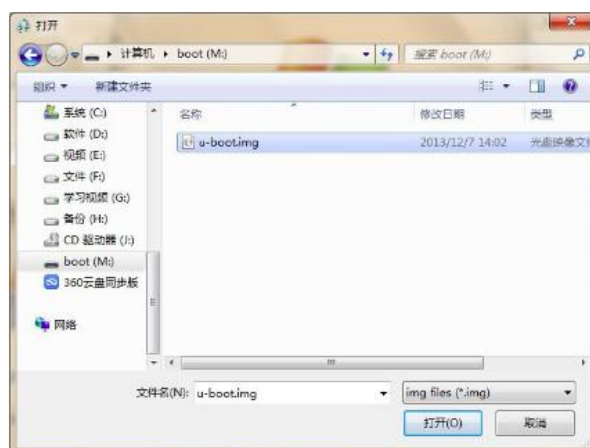 打开
计算机 ▸ boot (M:)
搜索 boot (M:)
组织 ▼ 新建文件夹
系统 (C:)
软件 (D:)
视频 (E:)
文件 (F:)
学习视频 (G:)
备份 (H:)
CD 驱动器 (J:)
boot (M:)
360云盘同步版
网络
名称 修改日期 类型
u-boot.img 2013/12/7 14:02 光盘映像文件
文件名(N): u-boot.img
img files (*.img)
打开(O) 取消